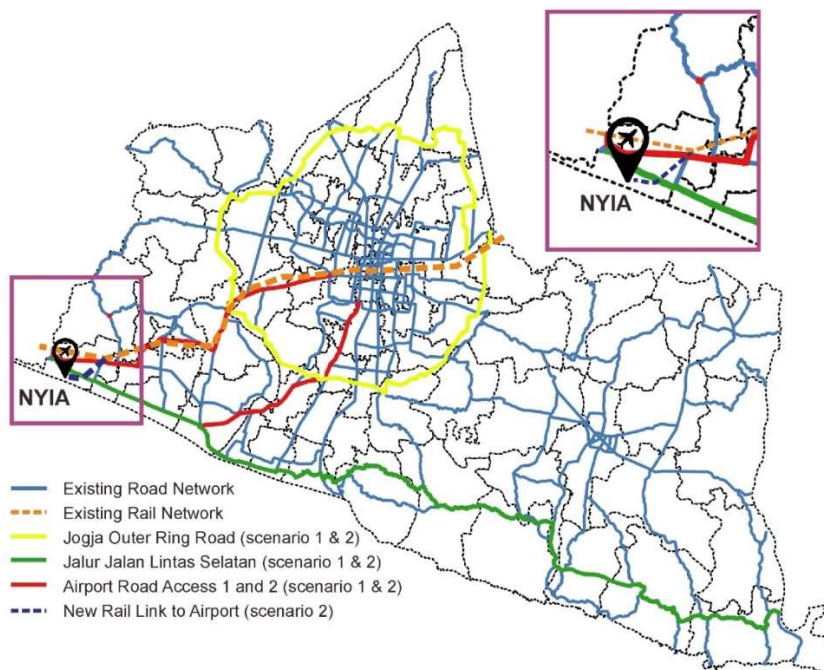 NYIA
NYIA
Existing Road Network
Existing Rail Network
Jogja Outer Ring Road (scenario 1 & 2)
Jalur Jalan Lintas Selatan (scenario 1 & 2)
Airport Road Access 1 and 2 (scenario 1 & 2)
New Rail Link to Airport (scenario 2)